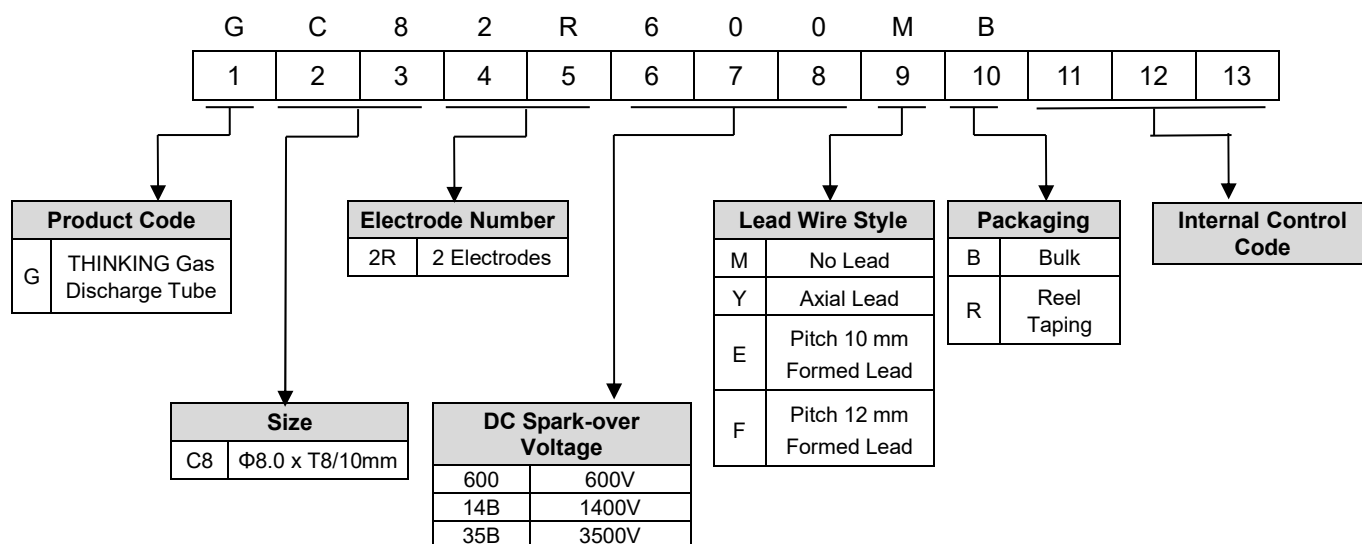 G C 8 2 R 6 0 0 M B
1 2 3 4 5 6 7 8 9 10 11 12 13
Product Code
G THINKING Gas
Discharge Tube
Electrode Number
2R 2 Electrodes
Lead Wire Style
M No Lead
Y Axial Lead
E Pitch 10 mm
Formed Lead
F Pitch 12 mm
Formed Lead
Packaging
B Bulk
R Reel
Taping
Internal Control
Code
Size
C8 Φ8.0 x T8/10mm
DC Spark-over
Voltage
600 600V
14B 1400V
35B 3500V